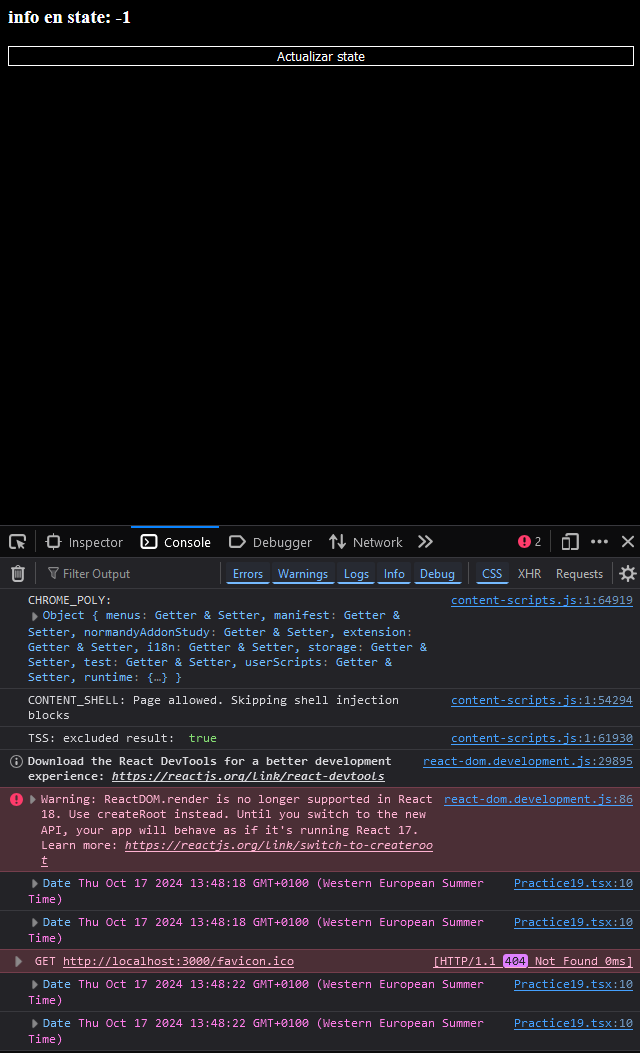 info en state: -1
Actualizar state
Inspector Console Debugger Network 2
Filter Output Errors Warnings Logs Info Debug CSS XHR Requests
CHROME_POLY: content-scripts.js:1:64919
Object { menus: Getter & Setter, manifest: Getter &
Setter, normandyAddonStudy: Getter & Setter, extension:
Getter & Setter, i18n: Getter & Setter, storage: Getter &
Setter, test: Getter & Setter, userScripts: Getter &
Setter, runtime: {…} }
CONTENT_SHELL: Page allowed. Skipping shell injection content-scripts.js:1:54294
blocks
TSS: excluded result: true content-scripts.js:1:61930
Download the React DevTools for a better development react-dom.development.js:29895
experience: https://reactjs.org/link/react-devtools
Warning: ReactDOM.render is no longer supported in React react-dom.development.js:86
18. Use createRoot instead. Until you switch to the new
API, your app will behave as if it's running React 17.
Learn more: https://reactjs.org/link/switch-to-createroo
t
Date Thu Oct 17 2024 13:48:18 GMT+0100 (Western European Summer Practice19.tsx:10
Time)
Date Thu Oct 17 2024 13:48:18 GMT+0100 (Western European Summer Practice19.tsx:10
Time)
GET http://localhost:3000/favicon.ico [HTTP/1.1 404 Not Found 0ms]
Date Thu Oct 17 2024 13:48:22 GMT+0100 (Western European Summer Practice19.tsx:10
Time)
Date Thu Oct 17 2024 13:48:22 GMT+0100 (Western European Summer Practice19.tsx:10
Time)